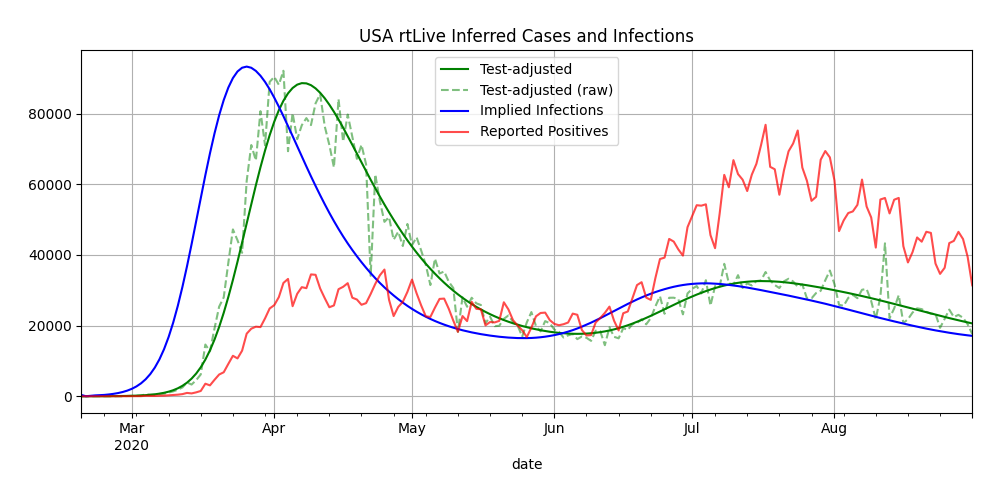 USA rtLive Inferred Cases and Infections
Test-adjusted
Test-adjusted (raw)
Implied Infections
Reported Positives
80000
60000
40000
20000
0
Mar Apr May Jun Jul Aug
2020
date